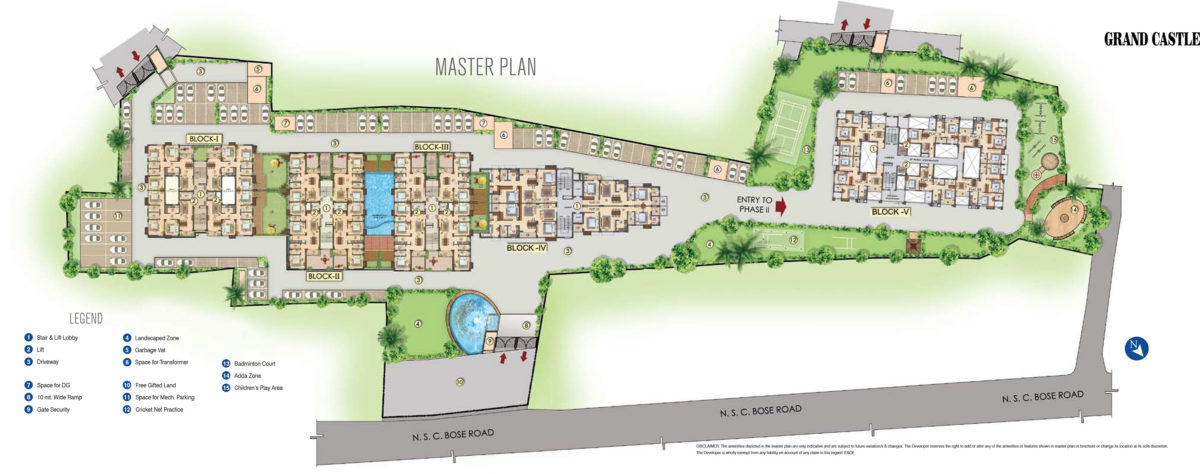 GRAND CASTLE
MASTER PLAN
BLOCK-I
BLOCK-III
BLOCK-II
BLOCK -IV
BLOCK -V
ENTRY TO
PHASE II
LEGEND
1 Stair & Lift Lobby
2 Lift
3 Driveway
7 Space for DG
8 10 mt. Wide Ramp
9 Gate Security
4 Landscaped Zone
5 Garbage Vat
6 Space for Transformer
10 Free Gifted Land
11 Space for Mech. Parking
12 Cricket Net Practice
13 Badminton Court
14 Adda Zone
15 Children's Play Area
N
N. S. C. BOSE ROAD
N. S. C. BOSE ROAD
N. S. C. BOSE ROAD
DISCLAIMER: The amenities depicted in the master plan are only indicative and are subject to future variation/s & changes. The Developer reserves the right to add or alter any of the amenities or features shown in master plan or brochure or change its location at its sole discretion.
The Developer is wholly exempt from any liability on account of any claim in this regard. E&OE